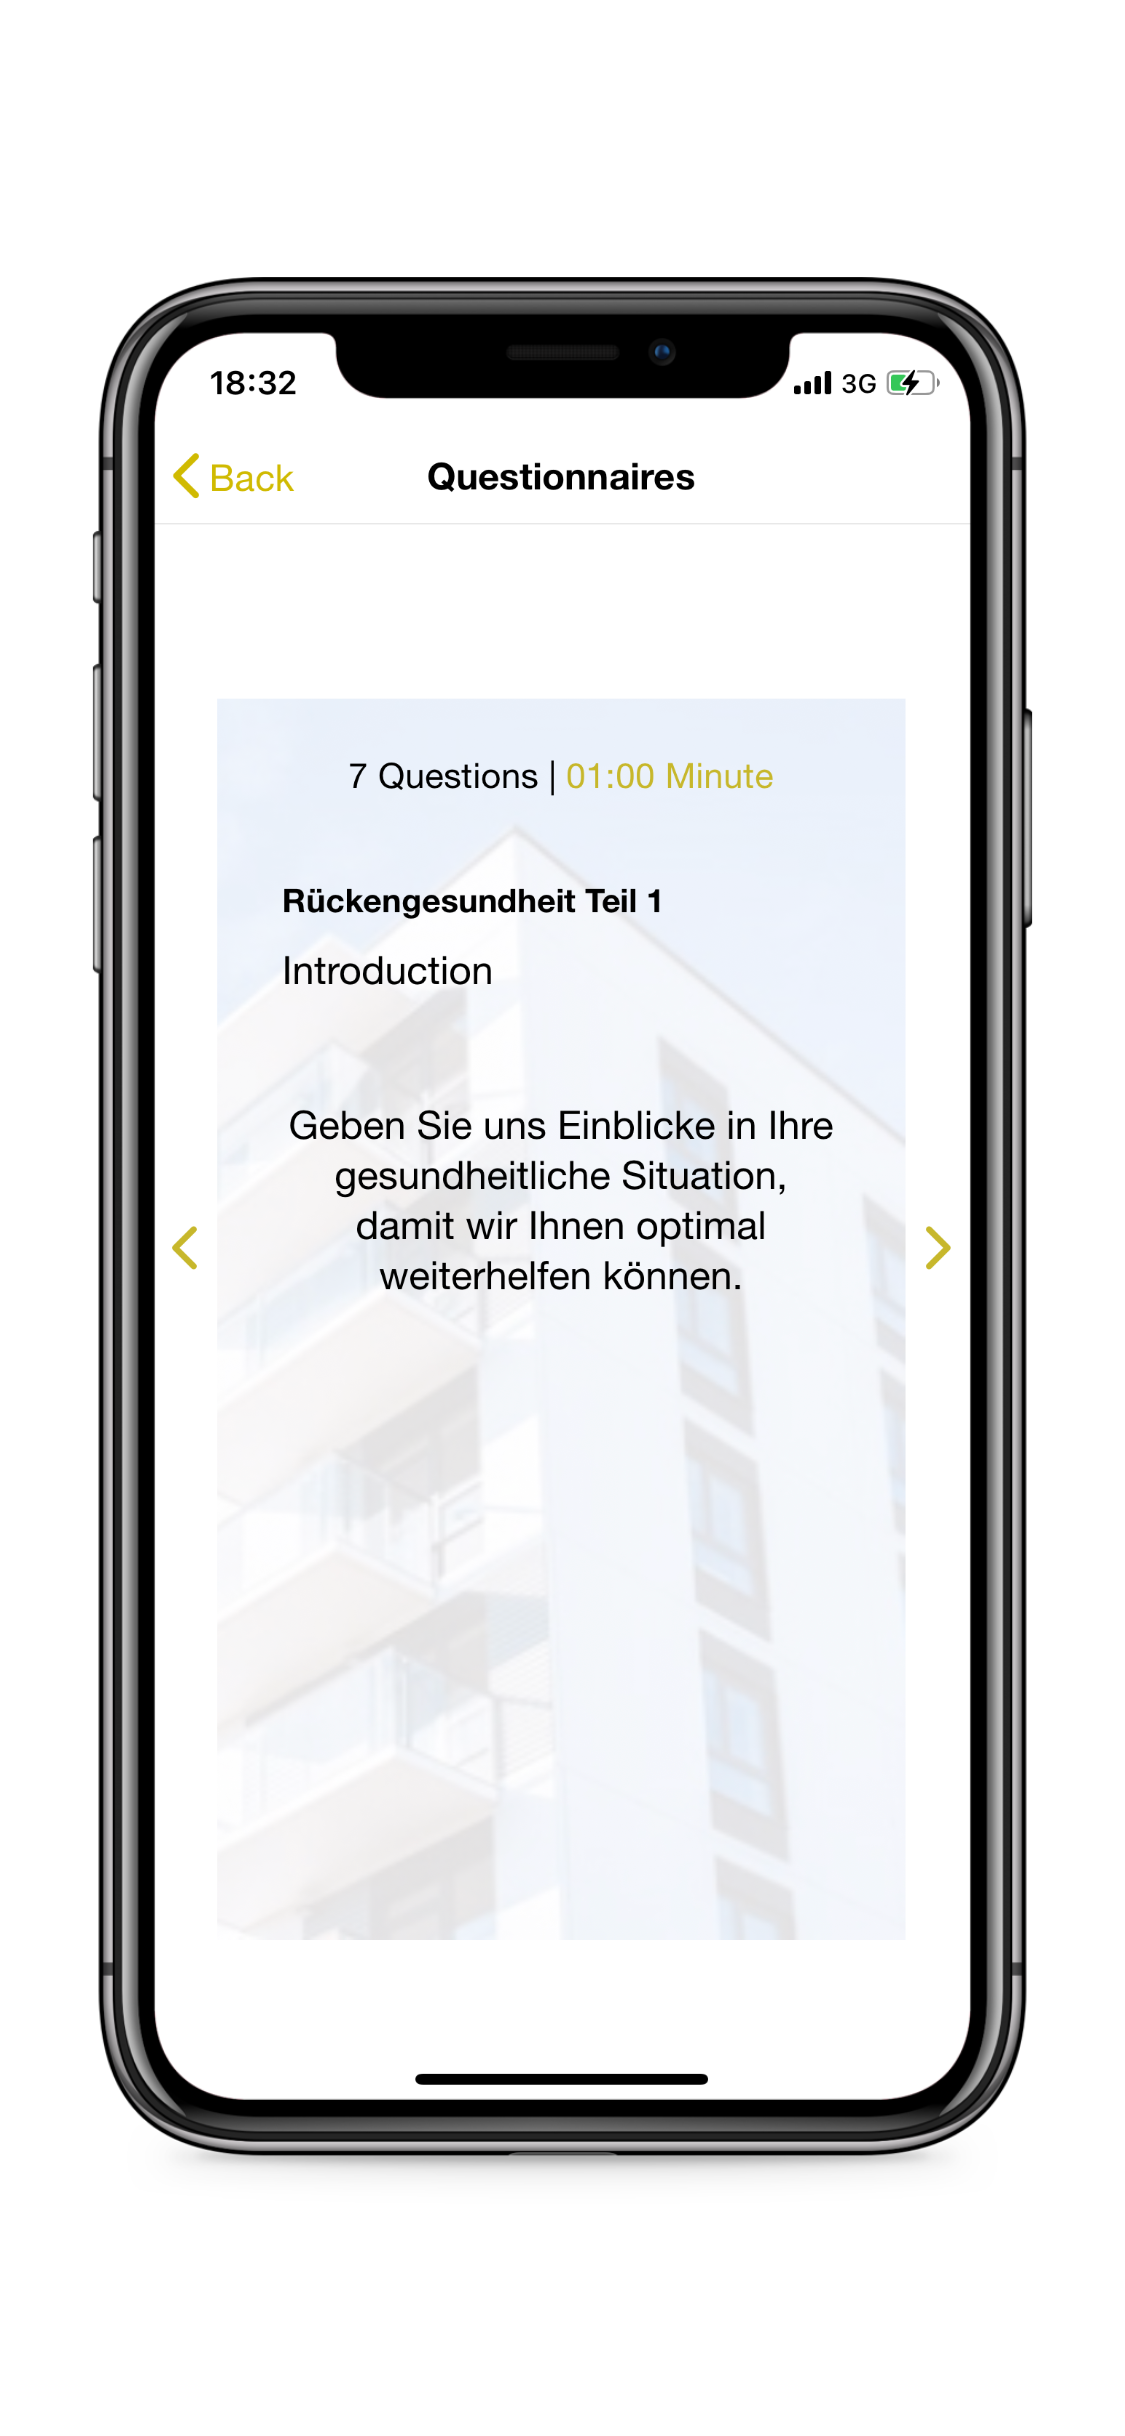 18:32 3G
Back Questionnaires
7 Questions | 01:00 Minute
Rückengesundheit Teil 1
Introduction
Geben Sie uns Einblicke in Ihre
gesundheitliche Situation,
damit wir Ihnen optimal
weiterhelfen können.